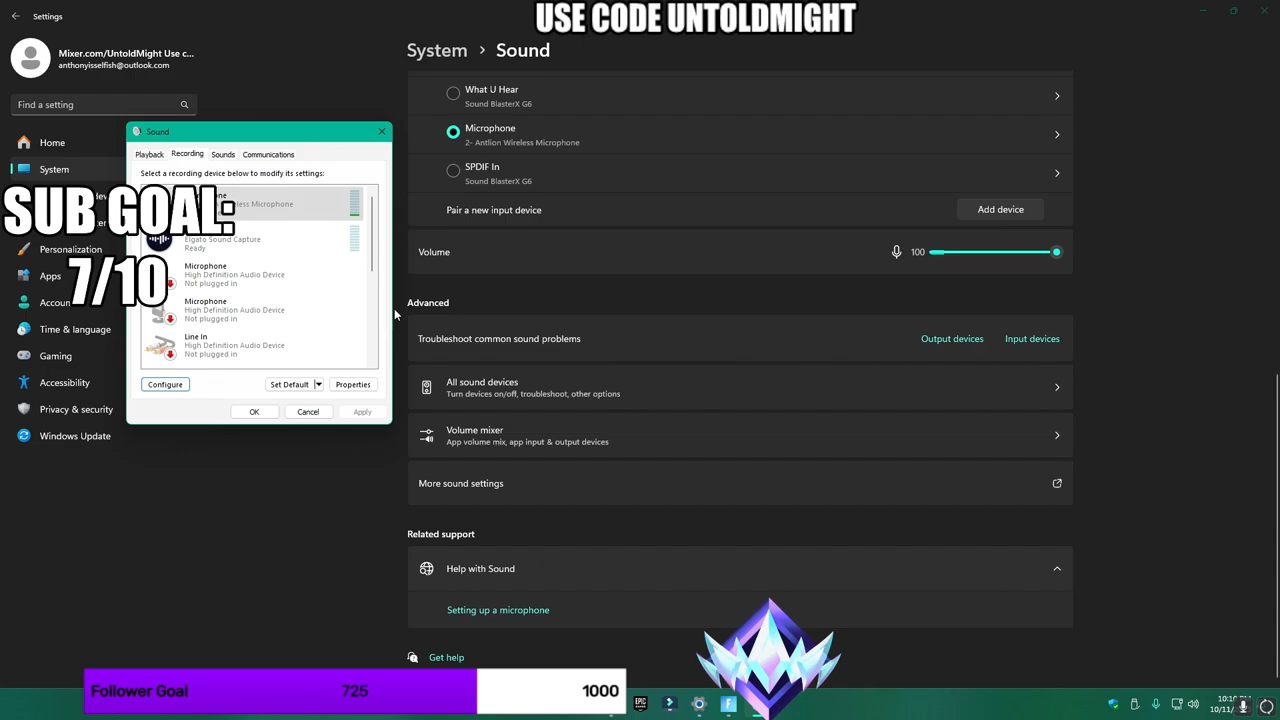 Settings
USE CODE UNTOLDMIGHT
Mixer.com/UntoldMight Use c...
anthonyisselfish@outlook.com
System > Sound
Find a setting
Home
System
Personalization
Apps
Time & language
Gaming
Accessibility
Privacy & security
Windows Update
SUB GOAL:
7/10
Sound
Playback Recording Sounds Communications
Select a recording device below to modify its settings:
Microphone
Elgato Sound Capture
Ready
Microphone
High Definition Audio Device
Not plugged in
Microphone
High Definition Audio Device
Not plugged in
Line In
High Definition Audio Device
Not plugged in
Configure Set Default Properties
OK Cancel Apply
What U Hear
Sound BlasterX G6
Microphone
2- Antlion Wireless Microphone
SPDIF In
Sound BlasterX G6
Pair a new input device Add device
Volume 100
Advanced
Troubleshoot common sound problems Output devices Input devices
All sound devices
Turn devices on/off, troubleshoot, other options
Volume mixer
App volume mix, app input & output devices
More sound settings
Related support
Help with Sound
Setting up a microphone
Get help
Follower Goal 725 1000
EPIC